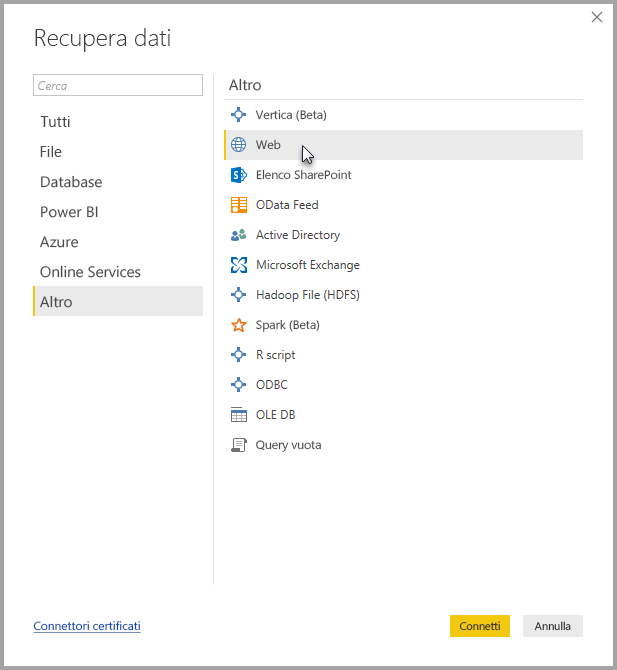 Recupera dati
Cerca
Tutti
File
Database
Power BI
Azure
Online Services
Altro
Altro
Vertica (Beta)
Web
Elenco SharePoint
OData Feed
Active Directory
Microsoft Exchange
Hadoop File (HDFS)
Spark (Beta)
R script
ODBC
OLE DB
Query vuota
Connettori certificati
Connetti
Annulla